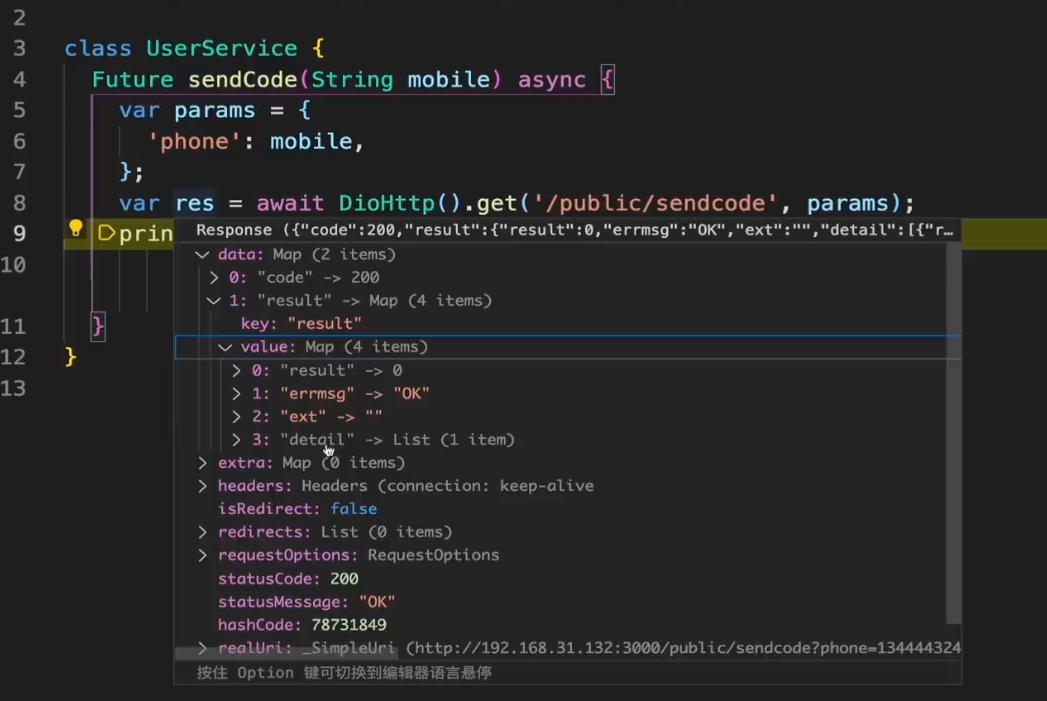 2
3 class UserService {
4 Future sendCode(String mobile) async {
5 var params = {
6 'phone': mobile,
7 };
8 var res = await DioHttp().get('/public/sendcode', params);
9 prin
Response ({"code":200,"result":{"result":0,"errmsg":"OK","ext":"","detail":[{"r…
data: Map (2 items)
0: "code" -> 200
10
1: "result" -> Map (4 items)
key: "result"
11 }
value: Map (4 items)
12 }
0: "result" -> 0
13
1: "errmsg" -> "OK"
2: "ext" -> ""
3: "detail" -> List (1 item)
extra: Map (0 items)
headers: Headers (connection: keep-alive
isRedirect: false
redirects: List (0 items)
requestOptions: RequestOptions
statusCode: 200
statusMessage: "OK"
hashCode: 78731849
realUri: _SimpleUri (http://192.168.31.132:3000/public/sendcode?phone=134444324
按住 Option 键可切换到编辑器语言悬停